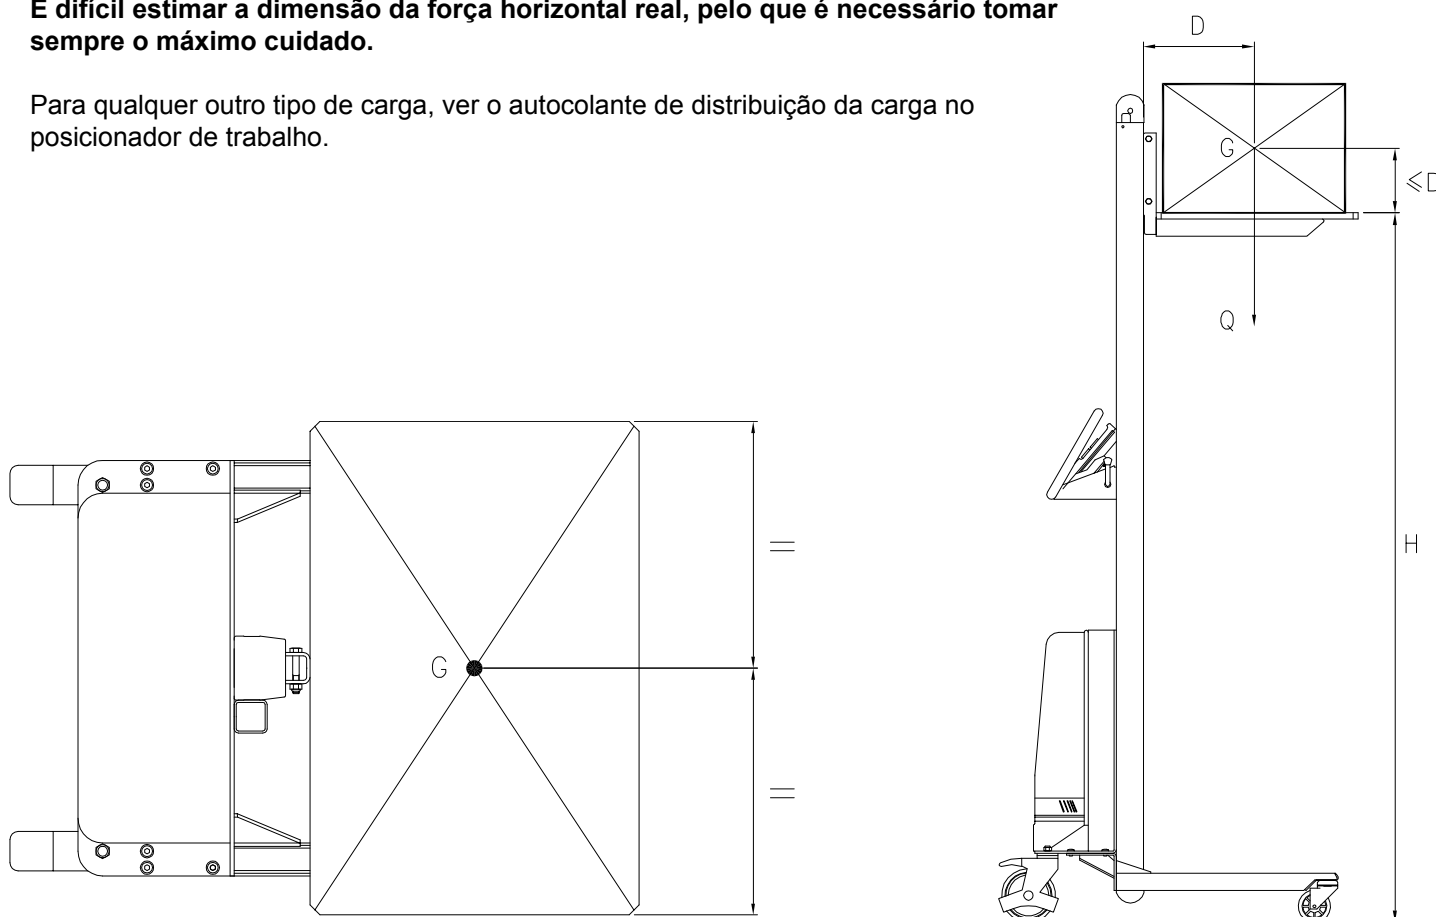 É difícil estimar a dimensão da força horizontal real, pelo que é necessário tomar
sempre o máximo cuidado.
Para qualquer outro tipo de carga, ver o autocolante de distribuição da carga no
posicionador de trabalho.
D
G
≤D
Q
H
=
G
=